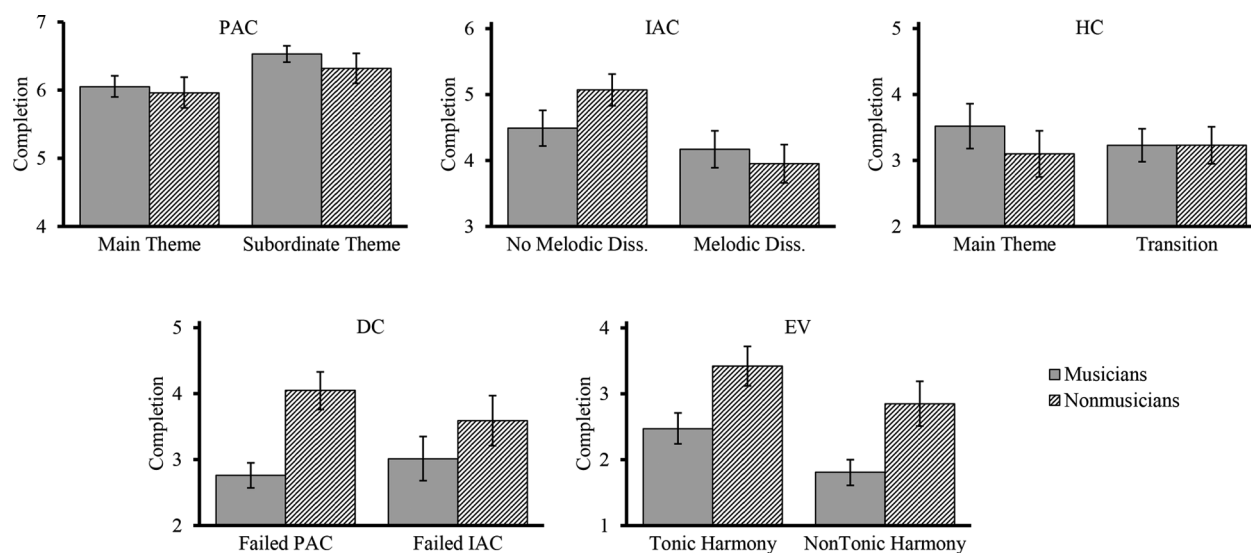 PAC
7
6
5
4
Completion
Main Theme
Subordinate Theme
IAC
6
5
4
3
Completion
No Melodic Diss.
Melodic Diss.
HC
5
4
3
2
Completion
Main Theme
Transition
DC
5
4
3
2
Completion
Failed PAC
Failed IAC
EV
4
3
2
1
Completion
Tonic Harmony
NonTonic Harmony
Musicians
Nonmusicians